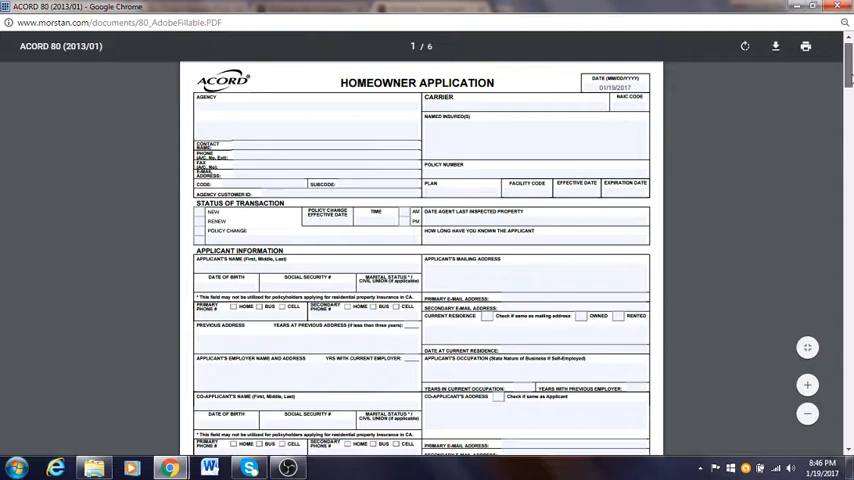 ACORD 80 (2013/01) - Google Chrome
www.morstan.com/documents/80_AdobeFillable.PDF
ACORD 80 (2013/01)
1 / 6
ACORD
HOMEOWNER APPLICATION
DATE (MM/DD/YYYY)
01/19/2017
AGENCY
CARRIER
NAIC CODE
NAMED INSURED(S)
CONTACT NAME:
PHONE (A/C, No, Ext):
FAX (A/C, No):
E-MAIL ADDRESS:
POLICY NUMBER
CODE:
SUBCODE:
PLAN
FACILITY CODE
EFFECTIVE DATE
EXPIRATION DATE
AGENCY CUSTOMER ID:
STATUS OF TRANSACTION
NEW
POLICY CHANGE EFFECTIVE DATE
TIME
AM
DATE AGENT LAST INSPECTED PROPERTY
RENEW
PM
POLICY CHANGE
HOW LONG HAVE YOU KNOWN THE APPLICANT
APPLICANT INFORMATION
APPLICANT'S NAME (First, Middle, Last)
APPLICANT'S MAILING ADDRESS
DATE OF BIRTH
SOCIAL SECURITY #
MARITAL STATUS * / CIVIL UNION (if applicable)
* This field may not be utilized for policyholders applying for residential property insurance in CA.
PRIMARY E-MAIL ADDRESS:
PRIMARY PHONE #
HOME
BUS
CELL
SECONDARY PHONE #
HOME
BUS
CELL
SECONDARY E-MAIL ADDRESS:
CURRENT RESIDENCE
Check if same as mailing address
OWNED
RENTED
PREVIOUS ADDRESS
YEARS AT PREVIOUS ADDRESS (if less than three years):
DATE AT CURRENT RESIDENCE:
APPLICANT'S EMPLOYER NAME AND ADDRESS
YRS WITH CURRENT EMPLOYER:
APPLICANT'S OCCUPATION (State Nature of Business if Self-Employed)
YEARS IN CURRENT OCCUPATION:
YEARS WITH PREVIOUS EMPLOYER:
CO-APPLICANT'S NAME (First, Middle, Last)
CO-APPLICANT'S ADDRESS
Check if same as Applicant
DATE OF BIRTH
SOCIAL SECURITY #
MARITAL STATUS * / CIVIL UNION (if applicable)
* This field may not be utilized for policyholders applying for residential property insurance in CA.
PRIMARY PHONE #
HOME
BUS
CELL
SECONDARY PHONE #
HOME
BUS
CELL
PRIMARY E-MAIL ADDRESS:
8:46 PM
1/19/2017